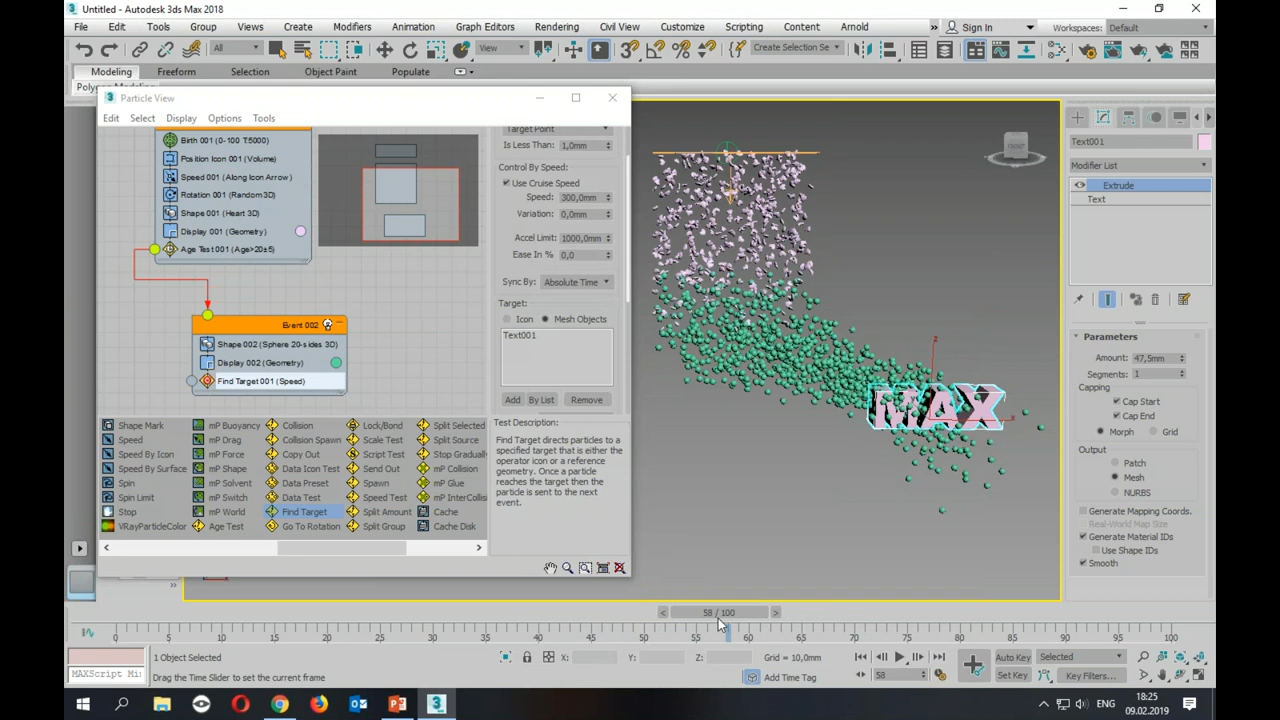 Untitled - Autodesk 3ds Max 2018
File Edit Tools Group Views Create Modifiers Animation Graph Editors Rendering Civil View Customize Scripting Content Arolnd » Sign In Workspaces: Default
All View Create Selection Se
Modeling Freeform Selection Object Paint Populate
Polygon Modeling
Particle View
Edit Select Display Options Tools
Birth 001 (0-100 T:5000)
Position Icon 001 (Volume)
Speed 001 (Along Icon Arrow)
Rotation 001 (Random 3D)
Shape 001 (Heart 3D)
Display 001 (Geometry)
Age Test 001 (Age>20±5)
Event 002
Shape 002 (Sphere 20-sides 3D)
Display 002 (Geometry)
Find Target 001 (Speed)
Target Point
Is Less Than: 1,0mm
Control By Speed:
Use Cruise Speed
Speed: 300,0mm
Variation: 0,0mm
Accel Limit: 1000,0mm
Ease In % 0,0
Sync By: Absolute Time
Target:
Icon Mesh Objects
Text001
Add By List Remove
Shape Mark mP Buoyancy Collision Lock/Bond Split Selected
Speed mP Drag Collision Spawn Scale Test Split Source
Speed By Icon mP Force Copy Out Script Test Stop Gradually
Speed By Surface mP Shape Data Icon Test Send Out mP Collision
Spin mP Solvent Data Preset Spawn mP Glue
Spin Limit mP Switch Data Test Speed Test mP InterCollis
Stop mP World Find Target Split Amount Cache
VRayParticleColor Age Test Go To Rotation Split Group Cache Disk
Test Description:
Find Target directs particles to a
specified target that is either the
operator icon or a reference
geometry. Once a particle
reaches the target then the
particle is sent to the next
event.
MAX
Text001
Modifier List
Extrude
Text
Parameters
Amount: 47,5mm
Segments: 1
Capping
Cap Start
Cap End
Morph Grid
Output
Patch
Mesh
NURBS
Generate Mapping Coords.
Real-World Map Size
Generate Material IDs
Use Shape IDs
Smooth
< 58 / 100 >
0 5 10 15 20 25 30 35 40 45 50 55 60 65 70 75 80 85 90 95 100
1 Object Selected X: Y: Z: Grid = 10,0mm Auto Key Selected
MAXScript Mi: Drag the Time Slider to set the current frame Add Time Tag 58 Set Key Key Filters...
ENG
18:25
09.02.2019